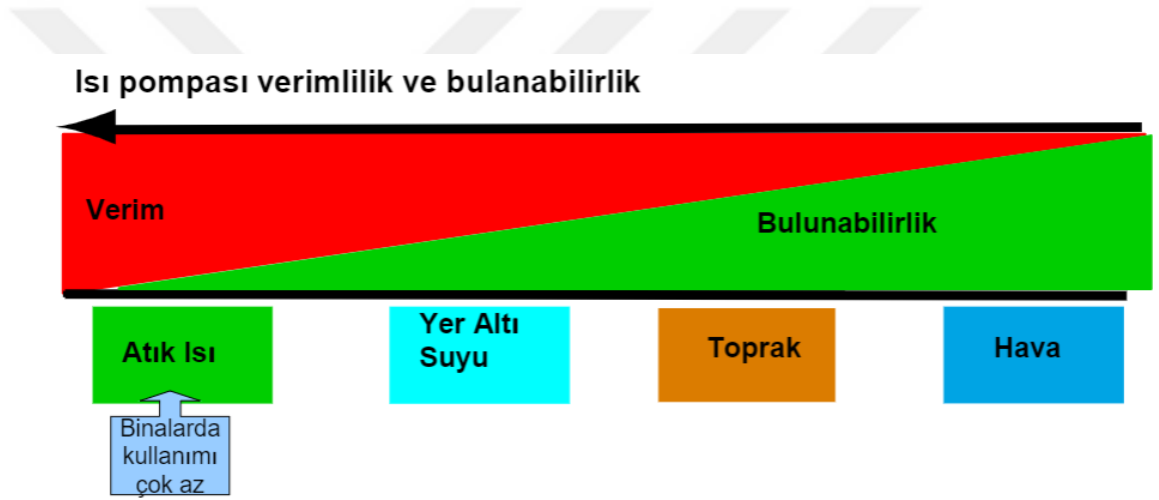 Isı pompası verimlilik ve bulanabilirlik
Verim
Bulunabilirlik
Atık Isı
Yer Altı
Suyu
Toprak
Hava
Binalarda
kullanımı
çok az